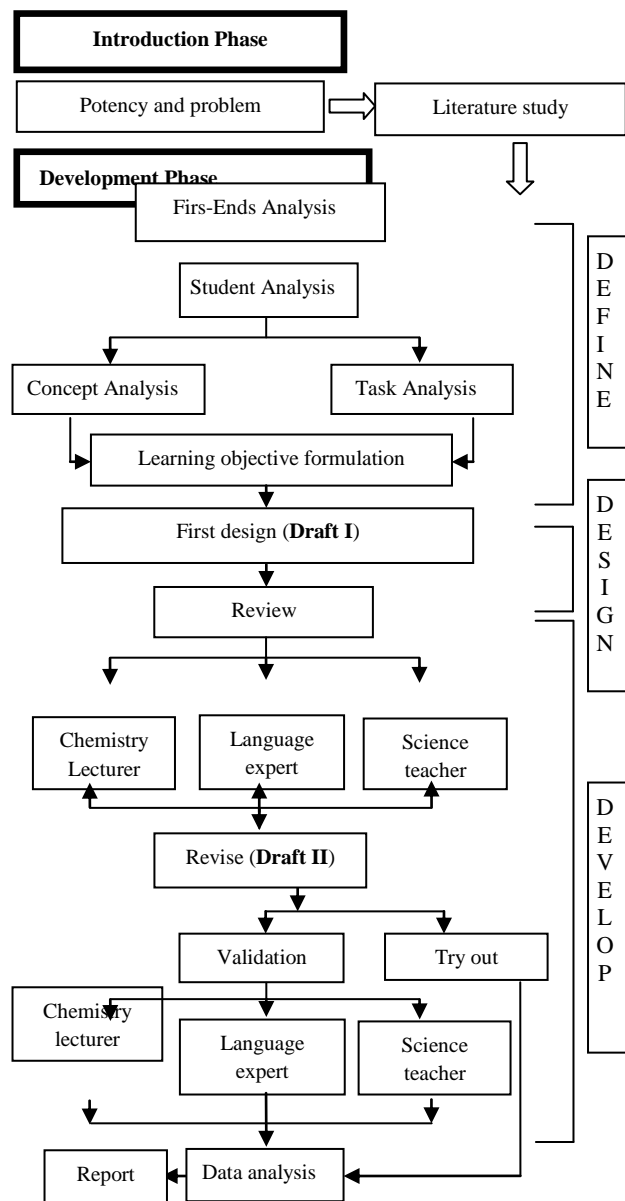 Introduction Phase
Potency and problem
Literature study
Development Phase
Firs-Ends Analysis
Student Analysis
Concept Analysis
Task Analysis
Learning objective formulation
First design (Draft I)
Review
Chemistry
Lecturer
Language
expert
Science
teacher
Revise (Draft II)
Validation
Try out
Chemistry
lecturer
Language
expert
Science
teacher
Report
Data analysis
D
E
F
I
N
E
D
E
S
I
G
N
D
E
V
E
L
O
P